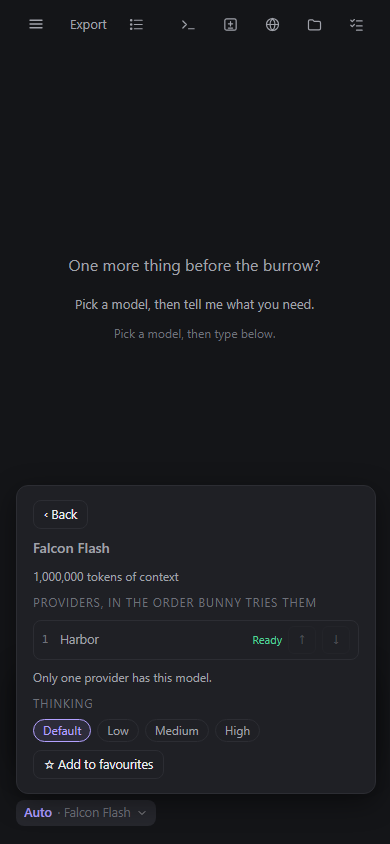 Export
One more thing before the burrow?
Pick a model, then tell me what you need.
Pick a model, then type below.
‹ Back
Falcon Flash
1,000,000 tokens of context
PROVIDERS, IN THE ORDER BUNNY TRIES THEM
1 Harbor Ready ↑ ↓
Only one provider has this model.
THINKING
Default Low Medium High
☆ Add to favourites
Auto · Falcon Flash